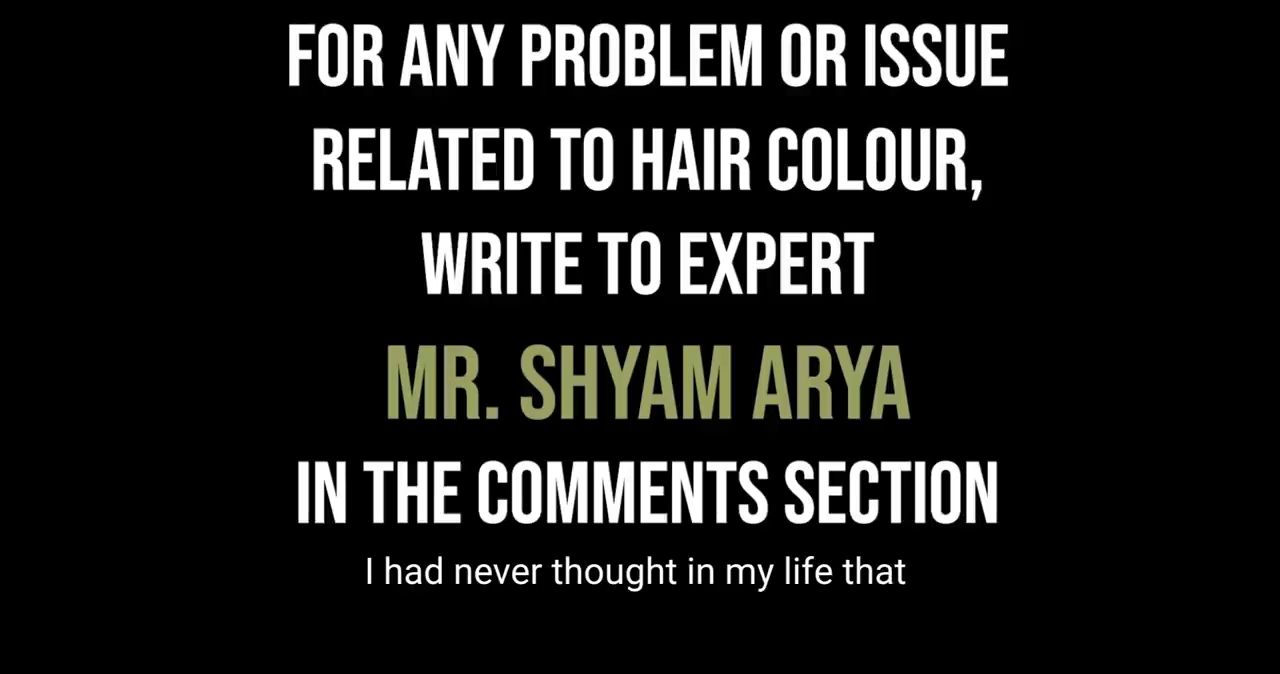 FOR ANY PROBLEM OR ISSUE
RELATED TO HAIR COLOUR,
WRITE TO EXPERT
MR. SHYAM ARYA
IN THE COMMENTS SECTION
I had never thought in my life that